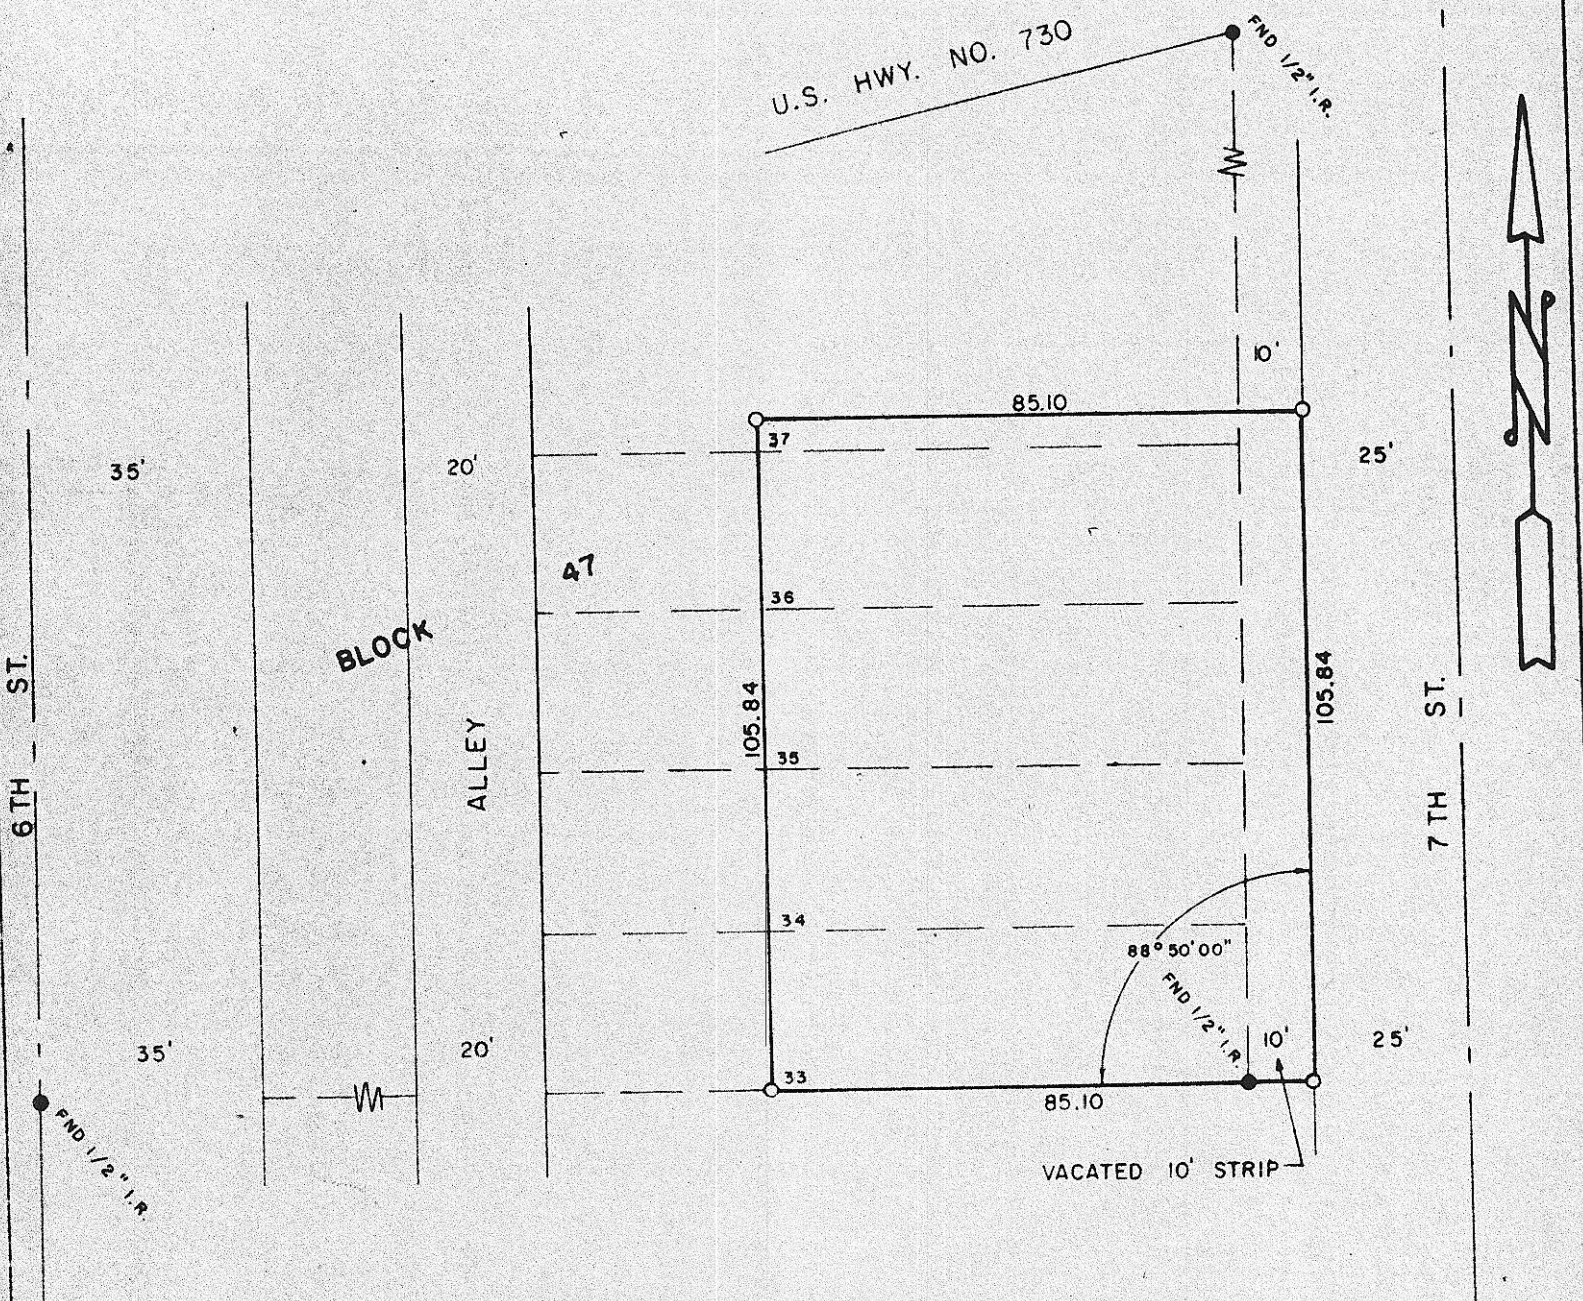 U.S. HWY. NO. 730
FND 1/2" I.R.
N
10'
85.10
37
35'
20'
25'
47
36
BLOCK
6TH ST.
ALLEY
105.84
35
105.84
7TH ST.
34
88°50'00"
FND 1/2" I.R.
35'
20'
10'
25'
33
85.10
FND 1/2" I.R.
VACATED 10' STRIP